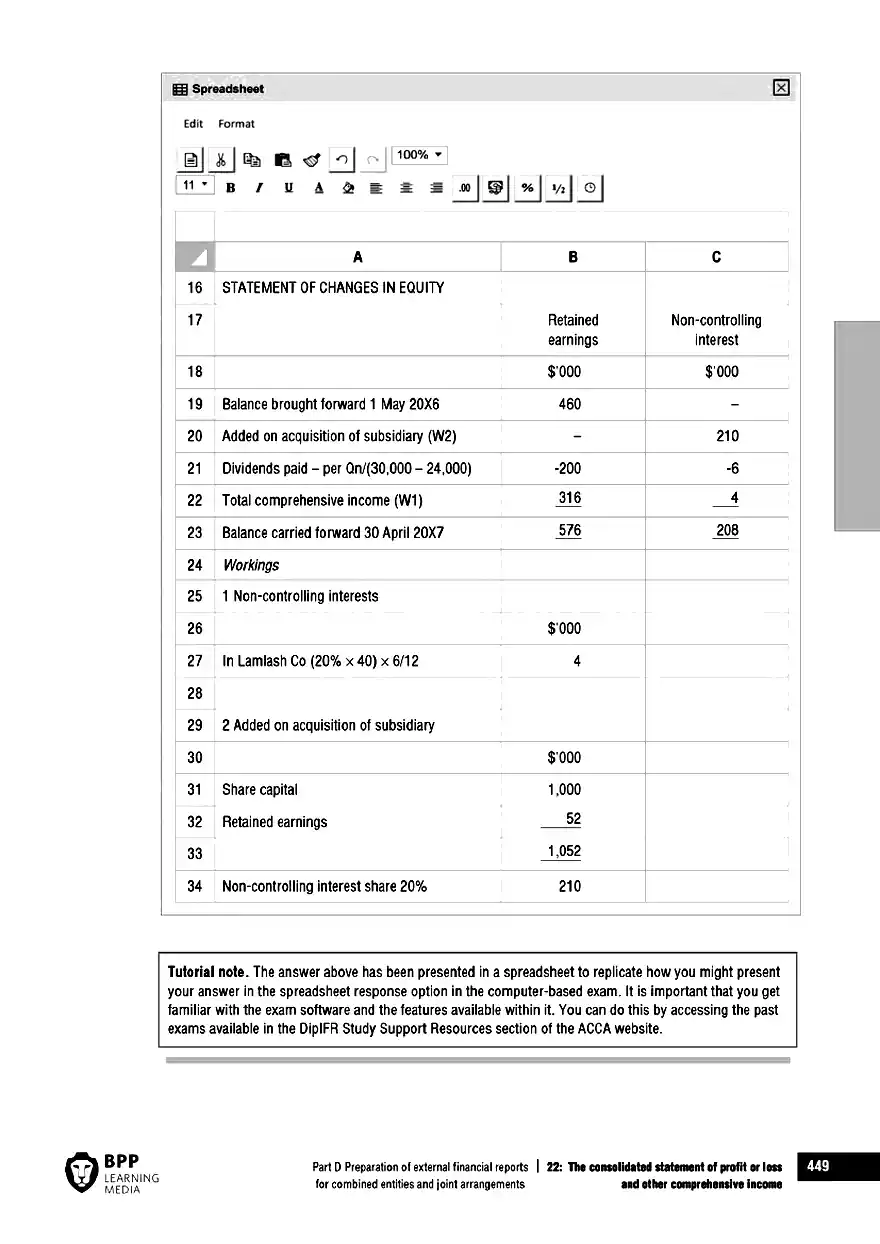 Spreadsheet
Edit Format
100%
11 B I U A .00 % 1/2
A B C
16 STATEMENT OF CHANGES IN EQUITY
17 Retained earnings Non-controlling interest
18 $'000 $'000
19 Balance brought forward 1 May 20X6 460 –
20 Added on acquisition of subsidiary (W2) – 210
21 Dividends paid – per Qn/(30,000 – 24,000) -200 -6
22 Total comprehensive income (W1) 316 4
23 Balance carried forward 30 April 20X7 576 208
24 Workings
25 1 Non-controlling interests
26 $'000
27 In Lamlash Co (20% × 40) × 6/12 4
28
29 2 Added on acquisition of subsidiary
30 $'000
31 Share capital 1,000
32 Retained earnings 52
33 1,052
34 Non-controlling interest share 20% 210
Tutorial note. The answer above has been presented in a spreadsheet to replicate how you might present
your answer in the spreadsheet response option in the computer-based exam. It is important that you get
familiar with the exam software and the features available within it. You can do this by accessing the past
exams available in the DipIFR Study Support Resources section of the ACCA website.
BPP
LEARNING
MEDIA
Part D Preparation of external financial reports
for combined entities and joint arrangements
22: The consolidated statement of profit or loss
and other comprehensive income
449